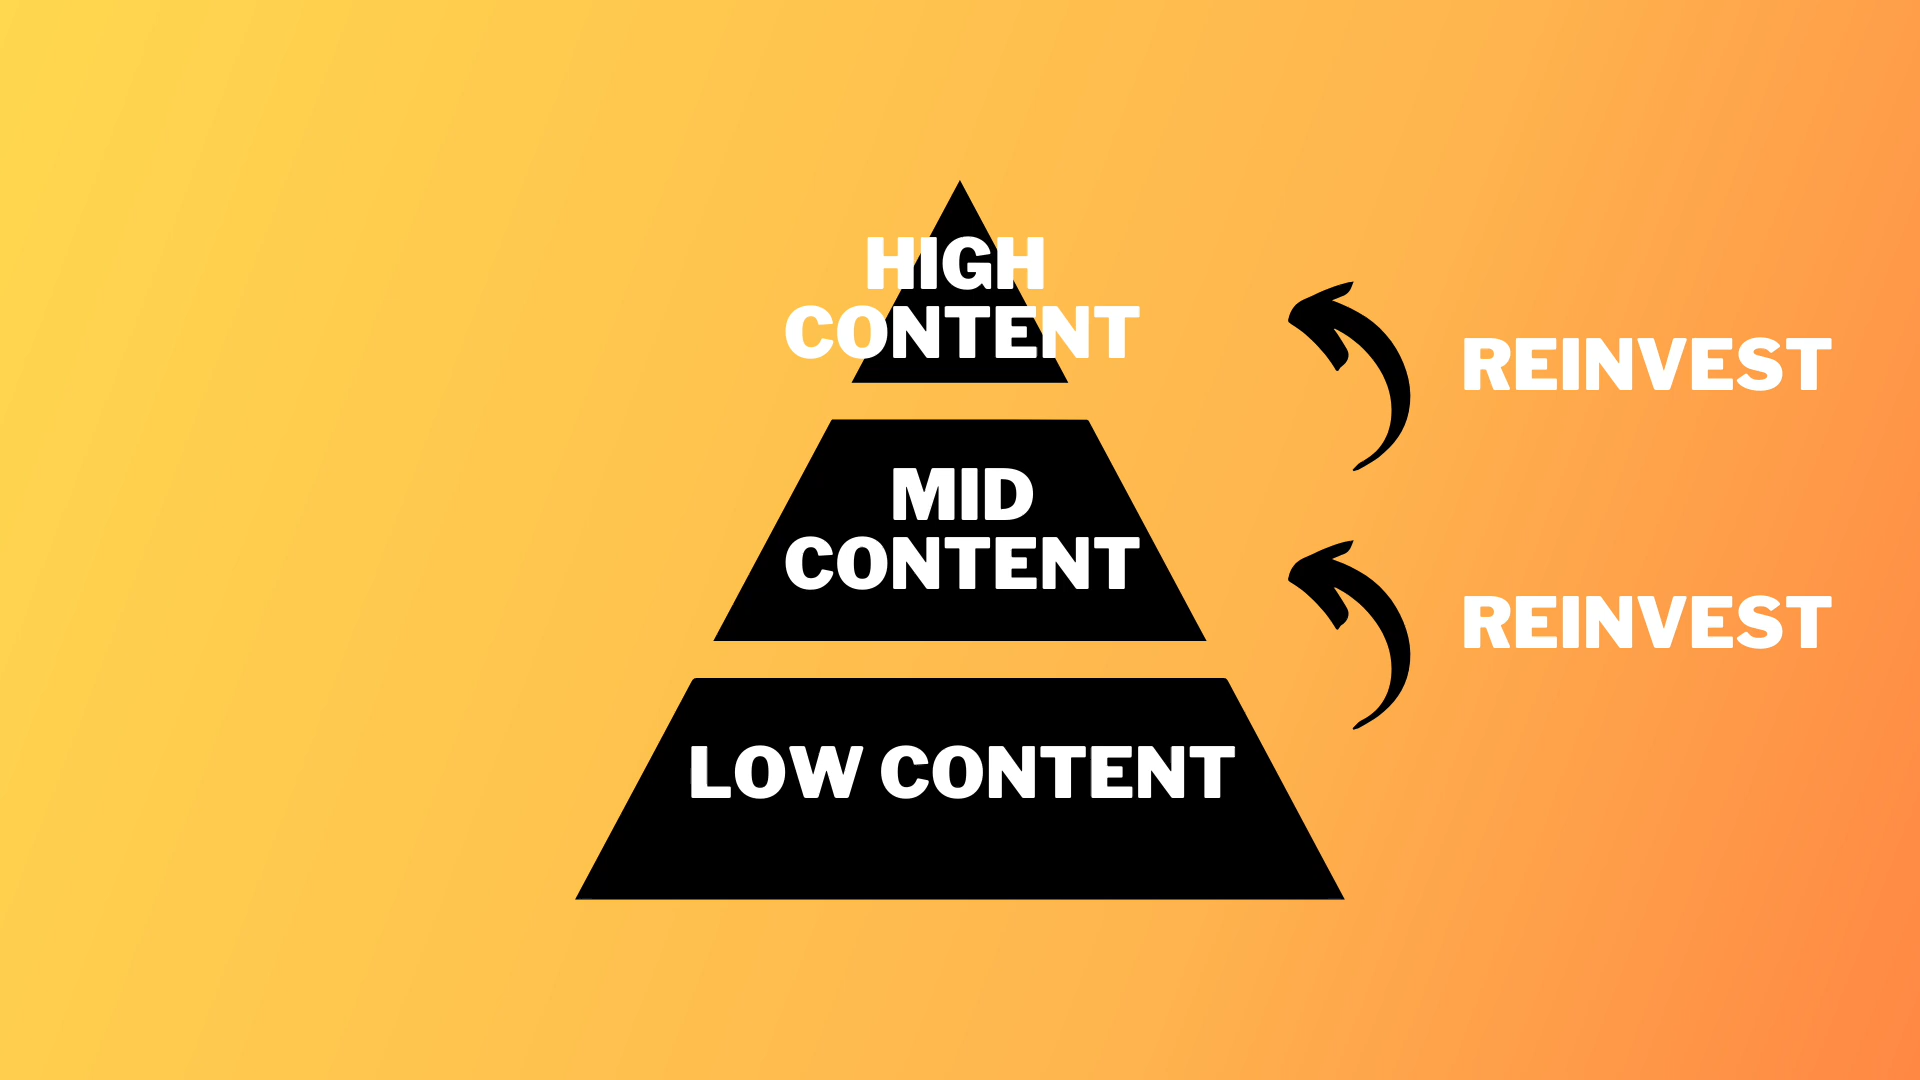 HIGH
CONTENT
REINVEST
MID
CONTENT
REINVEST
LOW CONTENT